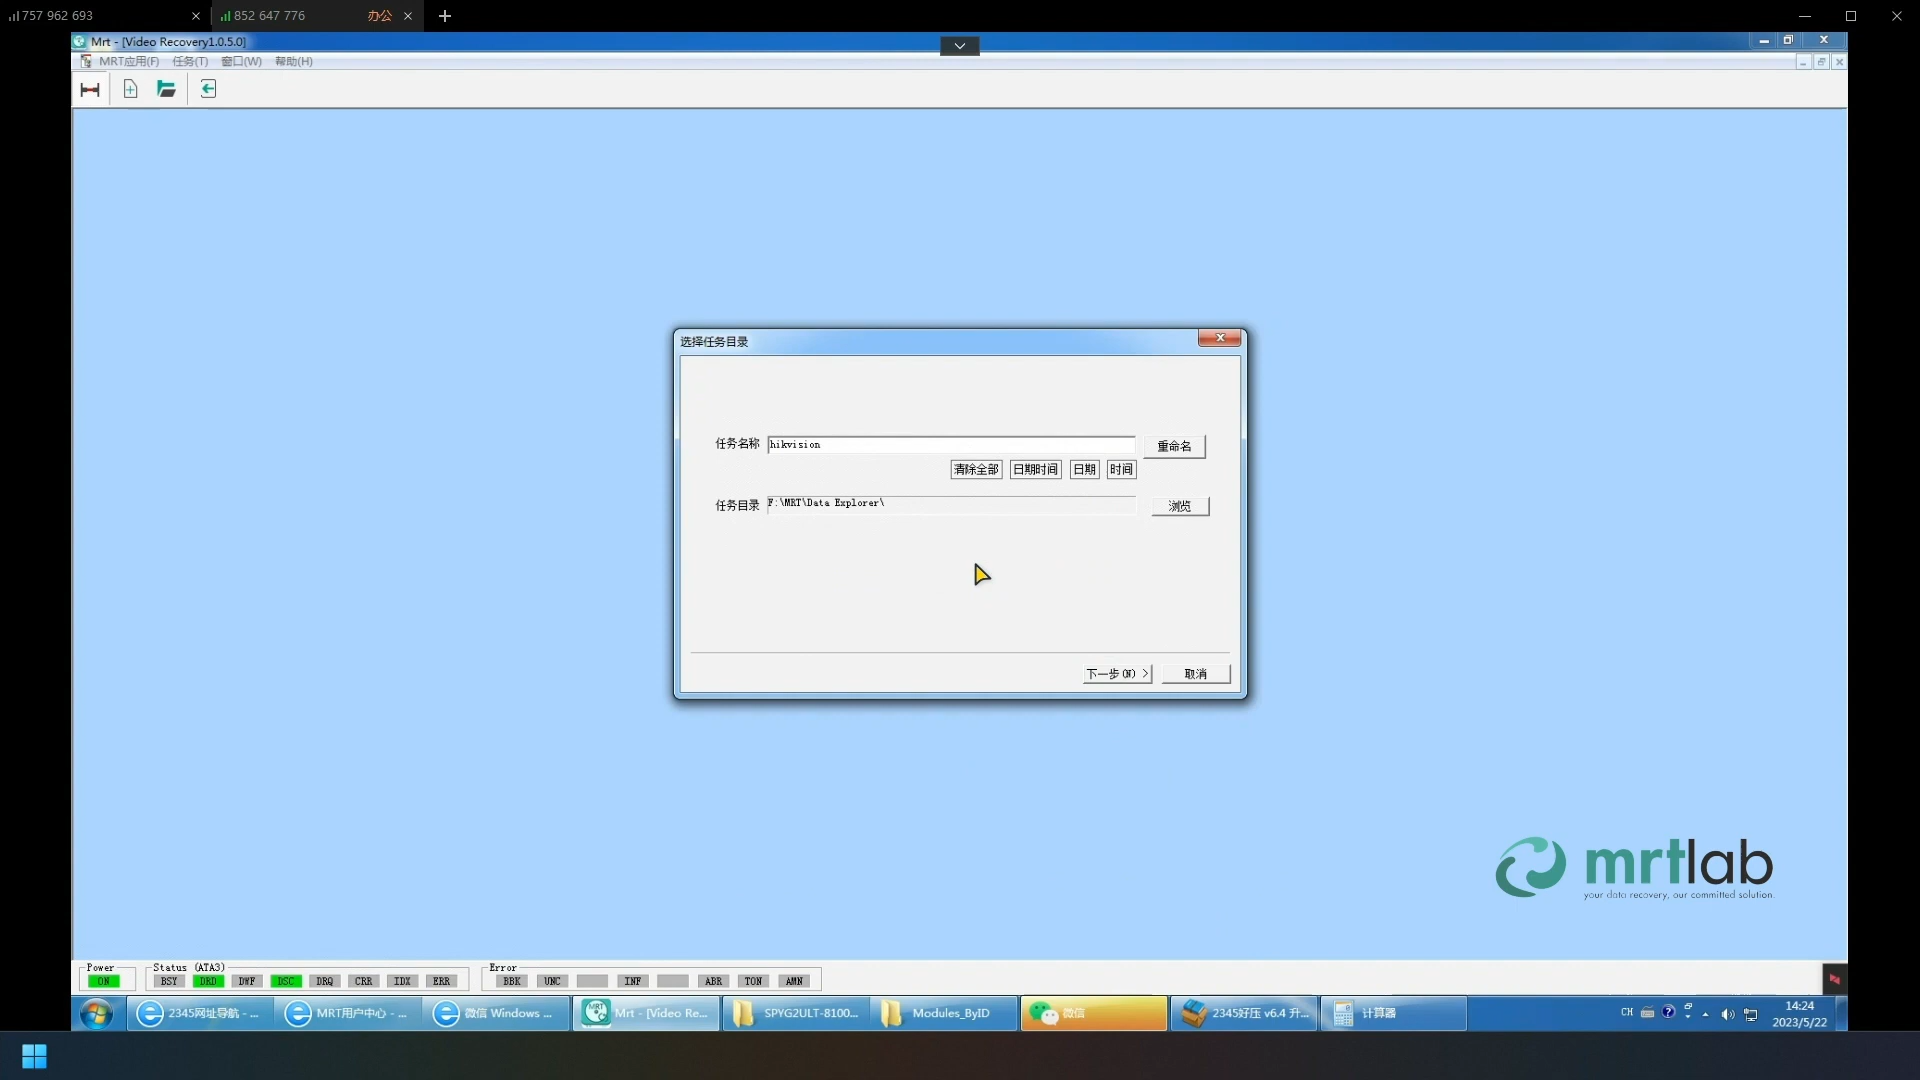 757 962 693
852 647 776 办公
Mrt - [Video Recovery1.0.5.0]
MRT应用(F) 任务(T) 窗口(W) 帮助(H)
选择任务目录
任务名称 hikvision 重命名
清除全部 日期时间 日期 时间
任务目录 F:\MRT\Data Explorer\ 浏览
下一步(N) > 取消
mrtlab
your data recovery, our committed solution.
Power Status (ATA3) Error
ON BSY DRD DWF DSC DRQ CRR IDX ERR BBK UNC INF ABR TON AMN
2345网址导航 - ... MRT用户中心 - ... 微信 Windows ... Mrt - [Video Re... SPYG2ULT-8100... Modules_ByID 微信 2345好压 v6.4 升... 计算器 CH 14:24
2023/5/22